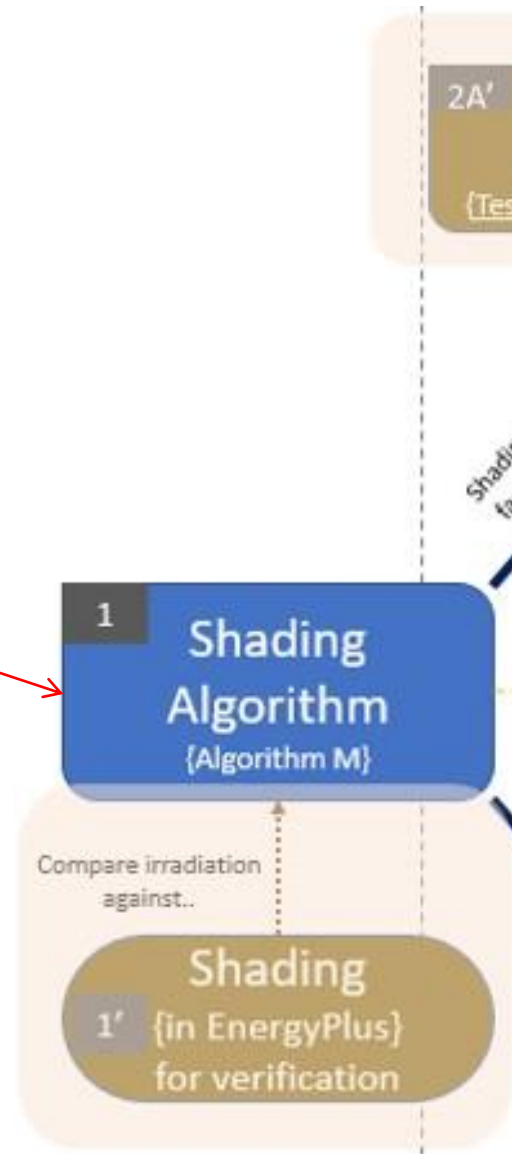 2A'
1
Shading
Algorithm
{Algorithm M}
Compare irradiation
against..
Shading
1' {in EnergyPlus}
for verification